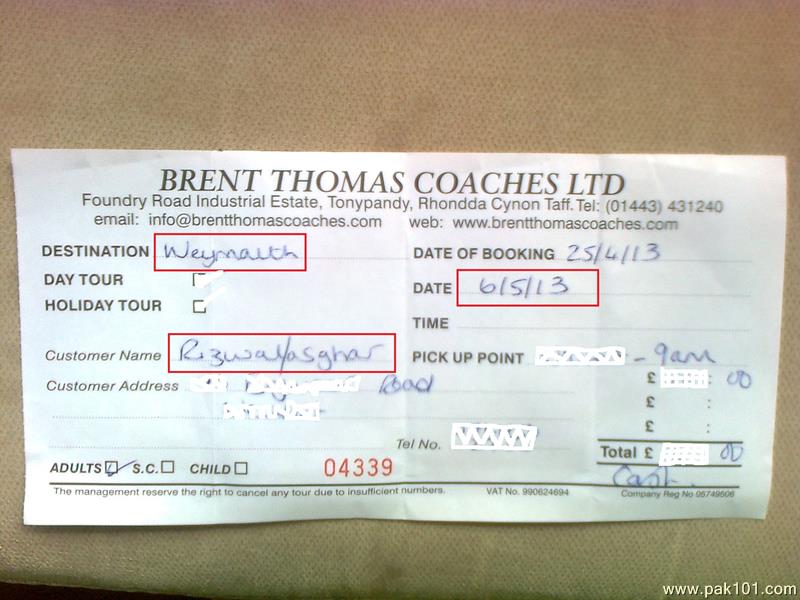 BRENT THOMAS COACHES LTD
Foundry Road Industrial Estate, Tonypandy, Rhondda Cynon Taff. Tel: (01443) 431240
email: info@brentthomascoaches.com web: www.brentthomascoaches.com
DESTINATION Weymouth DATE OF BOOKING 25/4/13
DAY TOUR DATE 6/5/13
HOLIDAY TOUR
TIME
Customer Name Rizwal/asghar PICK UP POINT - 9am
Customer Address Road £ : 00
£ :
£ :
Tel No.
Total £ 00
ADULTS S.C. CHILD 04339
Cash.
The management reserve the right to cancel any tour due to insufficient numbers. VAT No. 990624694 Company Reg No 05749606
www.pak101.com